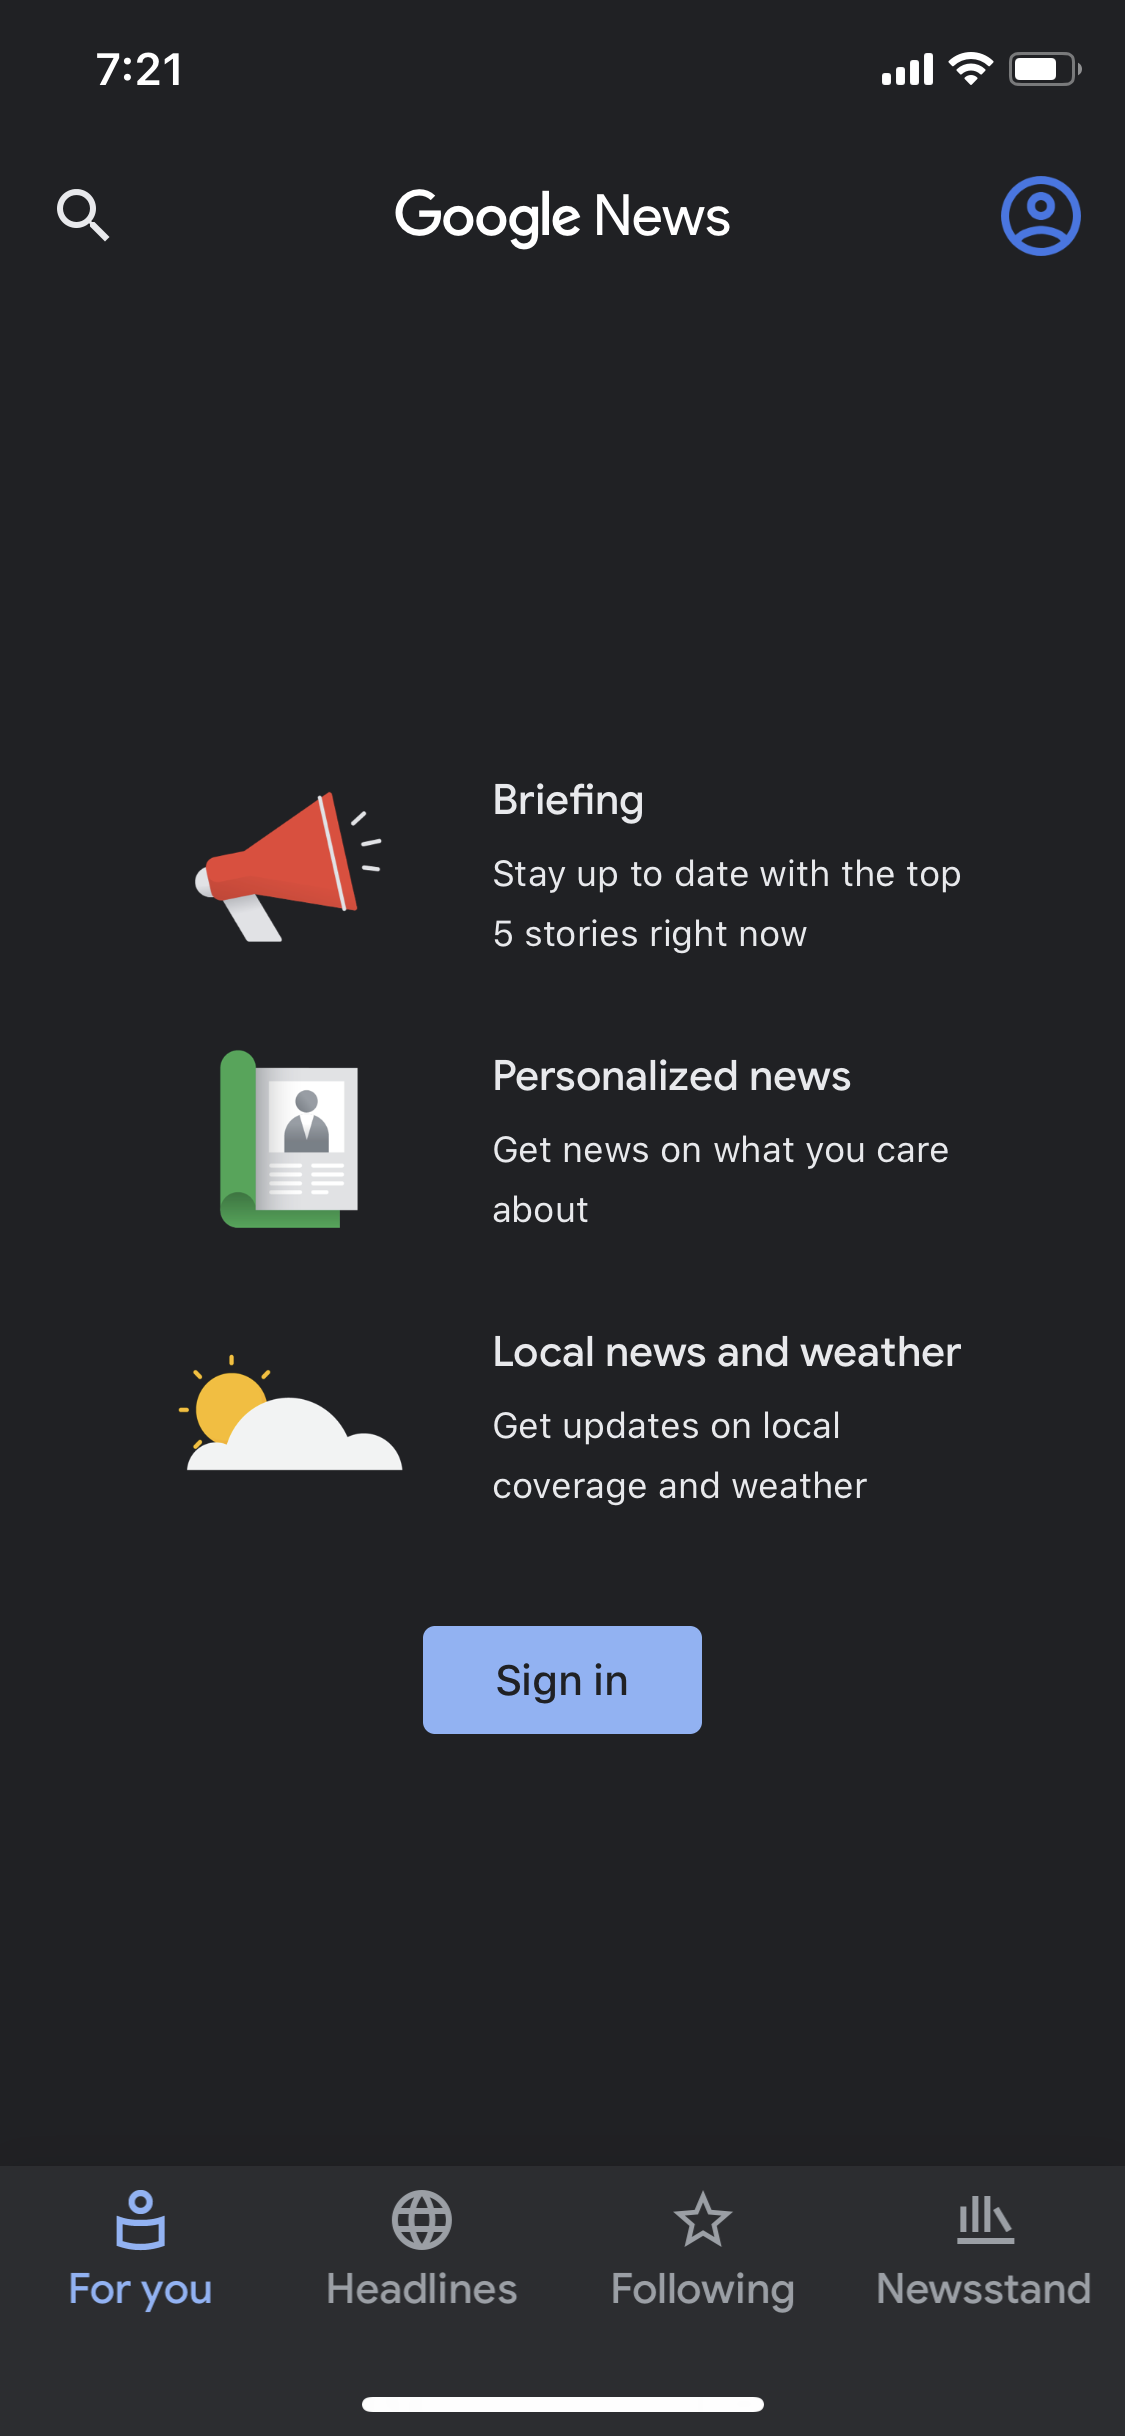 7:21
Google News
Briefing
Stay up to date with the top
5 stories right now
Personalized news
Get news on what you care
about
Local news and weather
Get updates on local
coverage and weather
Sign in
For you
Headlines
Following
Newsstand